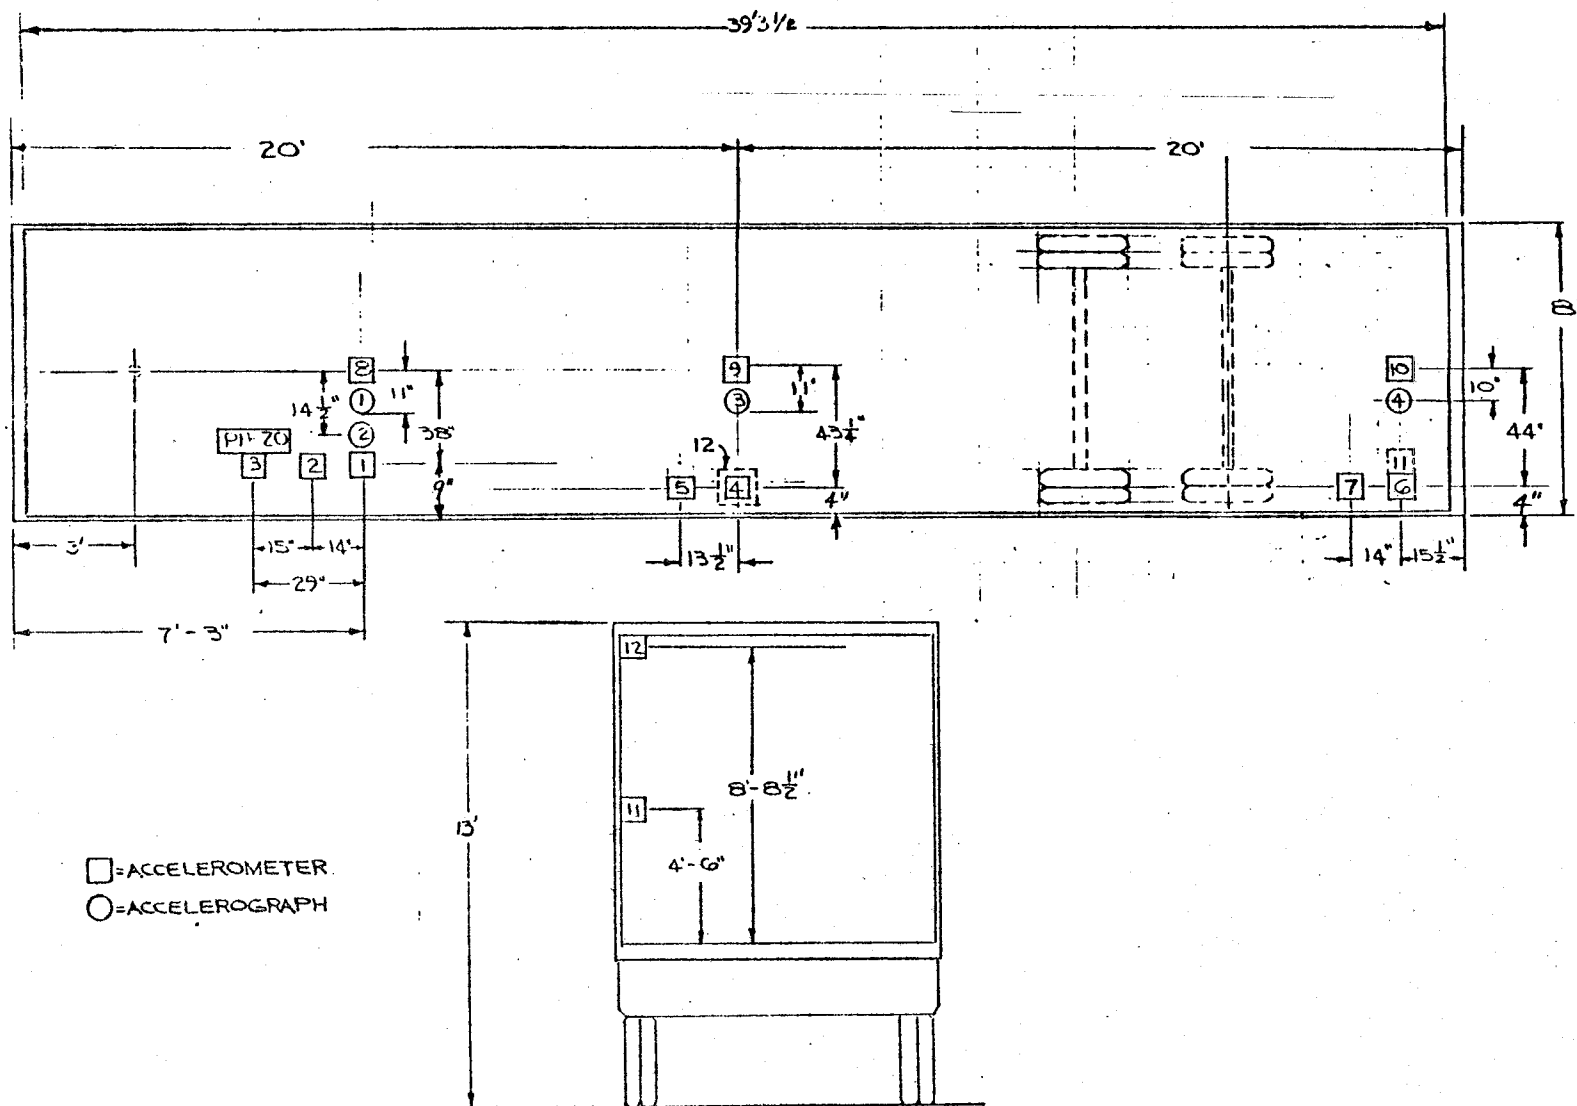 39'3½
20' 20'
8
8 9 10
14½" 1 11" 3 11" 4 10"
2 38" 43¼" 44"
PH-20
3 2 1 12 11
5 4 7 6
9" 4" 4"
3' 15" 14" 13½" 14" 15½"
29"
7'-3"
12
8'-8½"
13' 11
4'-6"
□=ACCELEROMETER
○=ACCELEROGRAPH